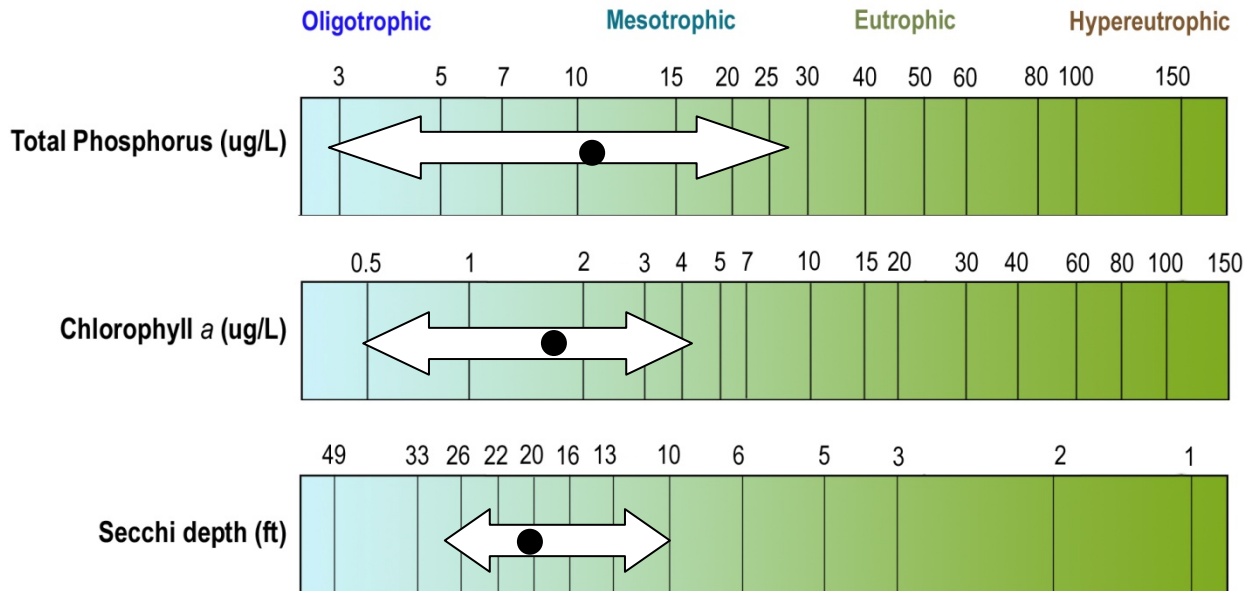 Oligotrophic Mesotrophic Eutrophic Hypereutrophic
3 5 7 10 15 20 25 30 40 50 60 80 100 150
Total Phosphorus (ug/L)
0.5 1 2 3 4 5 7 10 15 20 30 40 60 80 100 150
Chlorophyll a (ug/L)
49 33 26 22 20 16 13 10 6 5 3 2 1
Secchi depth (ft)